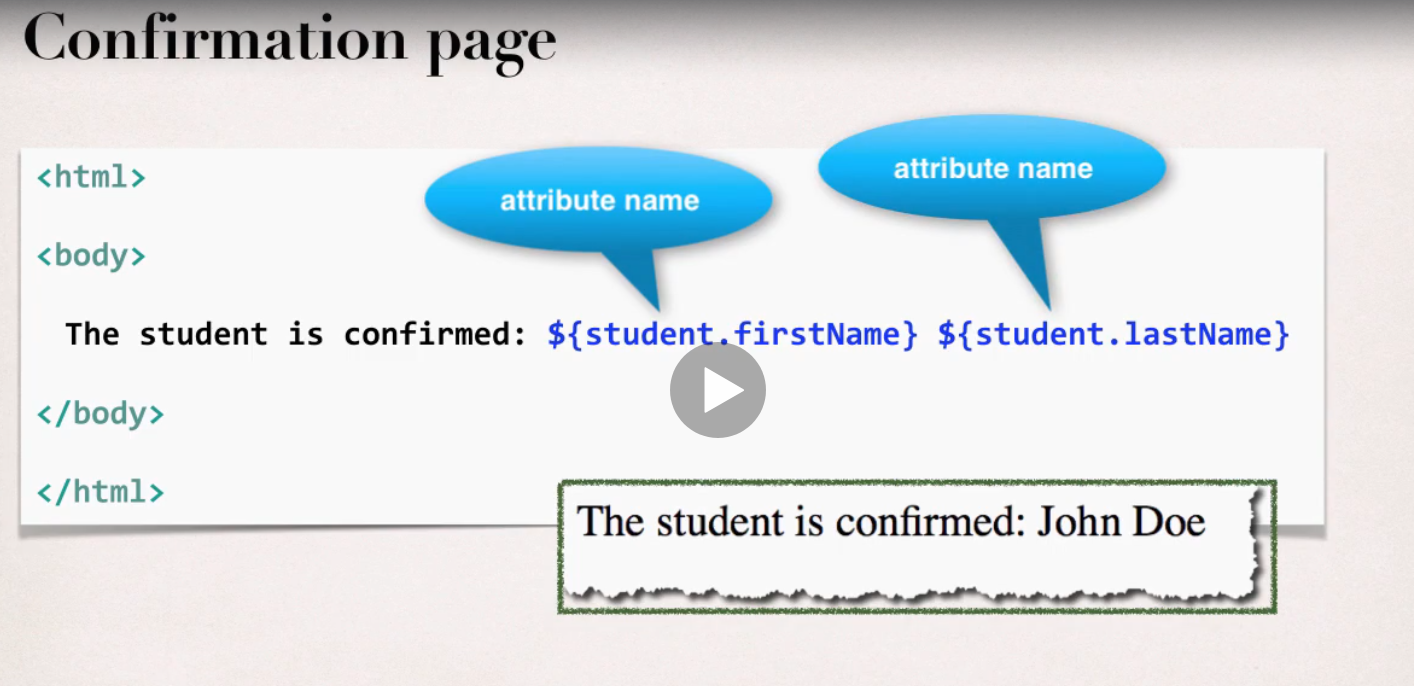 Confirmation page
attribute name
attribute name
<html>
<body>
The student is confirmed: ${student.firstName} ${student.lastName}
</body>
</html>
The student is confirmed: John Doe